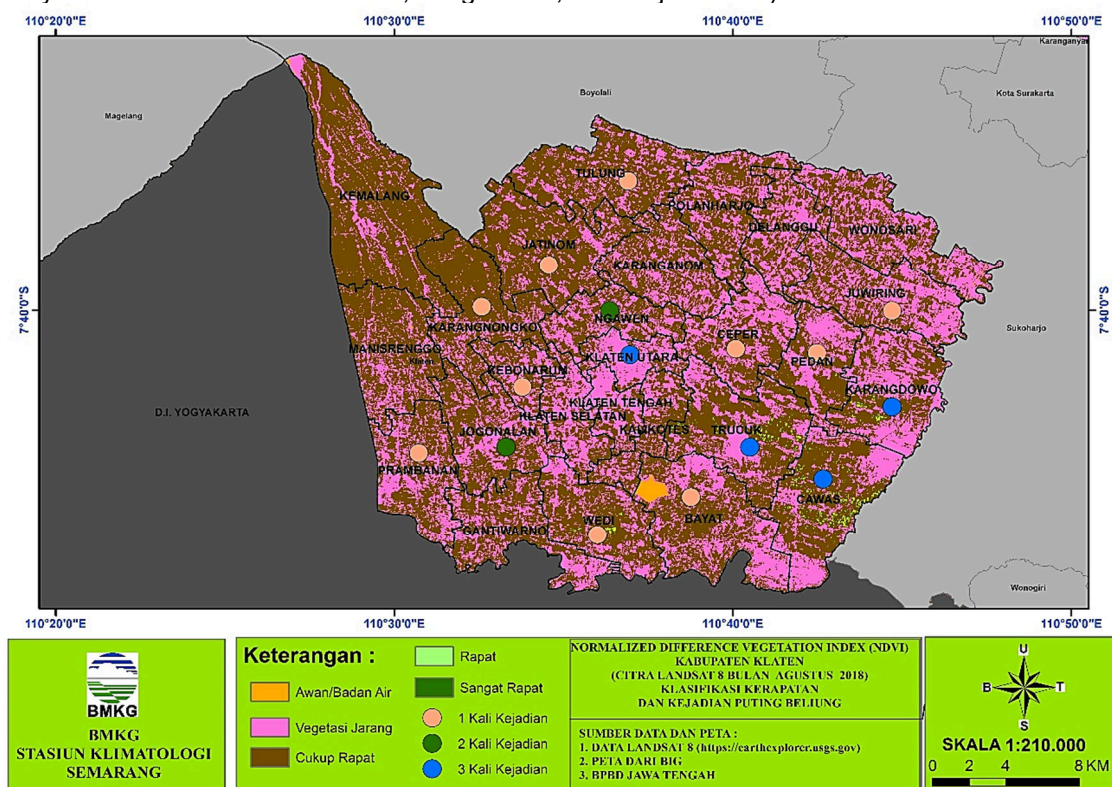 110°20'0"E 110°30'0"E 110°40'0"E 110°50'0"E
Karanganyar
Boyolali
Kota Surakarta
Magelang
TULUNG
KEMALANG
POLANHARJO
DELANGGU
WONOSARI
JATINOM
KARANGANOM
JUWIRING
7°40'0"S 7°40'0"S
NGAWEN
KARANGNONGKO
Sukoharjo
CEPER
MANISRENGGO
KLATEN UTARA
PEDAN
Klaten
KEBONARUN
KARANGDOWO
KLATEN TENGAH
D.I. YOGYAKARTA
KLATEN SELATAN
JOGONALAN
KALIKOTES
TRUCUK
PRAMBANAN
CAWAS
WEDI
BAYAT
GANTIWARNO
Wonogiri
110°20'0"E 110°30'0"E 110°40'0"E 110°50'0"E
BMKG
BMKG
STASIUN KLIMATOLOGI
SEMARANG
Keterangan :
Awan/Badan Air
Vegetasi Jarang
Cukup Rapat
Rapat
Sangat Rapat
1 Kali Kejadian
2 Kali Kejadian
3 Kali Kejadian
NORMALIZED DIFFERENCE VEGETATION INDEX (NDVI)
KABUPATEN KLATEN
(CITRA LANDSAT 8 BULAN AGUSTUS 2018)
KLASIFIKASI KERAPATAN
DAN KEJADIAN PUTING BELIUNG
SUMBER DATA DAN PETA :
1. DATA LANDSAT 8 (https://earthexplorer.usgs.gov)
2. PETA DARI BIG
3. BPBD JAWA TENGAH
U
B T
S
SKALA 1:210.000
0 2 4 8 KM